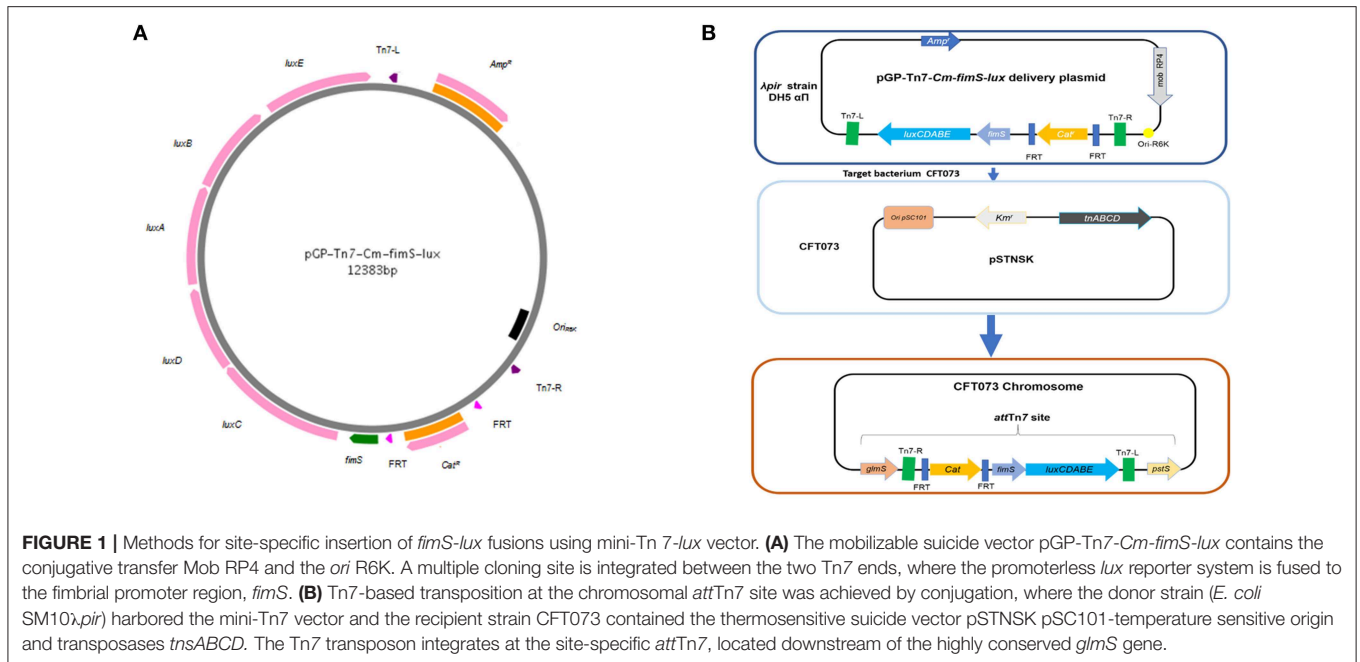 A
Tn7-L
luxE
Amp^R
luxB
luxA
pGP-Tn7-Cm-fimS-lux
12383bp
Ori_R6K
luxD
Tn7-R
FRT
luxC
fimS
FRT
Cat^R
B
Amp^r
λpir strain
DH5 αΠ
pGP-Tn7-Cm-fimS-lux delivery plasmid
mob RP4
Tn7-L
luxCDABE
fimS
Cat^r
Tn7-R
FRT
FRT
Ori-R6K
Target bacterium CFT073
CFT073
Ori pSC101
Km^r
tnABCD
pSTNSK
CFT073 Chromosome
attTn7 site
glmS
Tn7-R
FRT
Cat
FRT
fimS
luxCDABE
Tn7-L
pstS
FIGURE 1 | Methods for site-specific insertion of fimS-lux fusions using mini-Tn 7-lux vector. (A) The mobilizable suicide vector pGP-Tn7-Cm-fimS-lux contains the
conjugative transfer Mob RP4 and the ori R6K. A multiple cloning site is integrated between the two Tn7 ends, where the promoterless lux reporter system is fused to
the fimbrial promoter region, fimS. (B) Tn7-based transposition at the chromosomal attTn7 site was achieved by conjugation, where the donor strain (E. coli
SM10λpir) harbored the mini-Tn7 vector and the recipient strain CFT073 contained the thermosensitive suicide vector pSTNSK pSC101-temperature sensitive origin
and transposases tnsABCD. The Tn7 transposon integrates at the site-specific attTn7, located downstream of the highly conserved glmS gene.